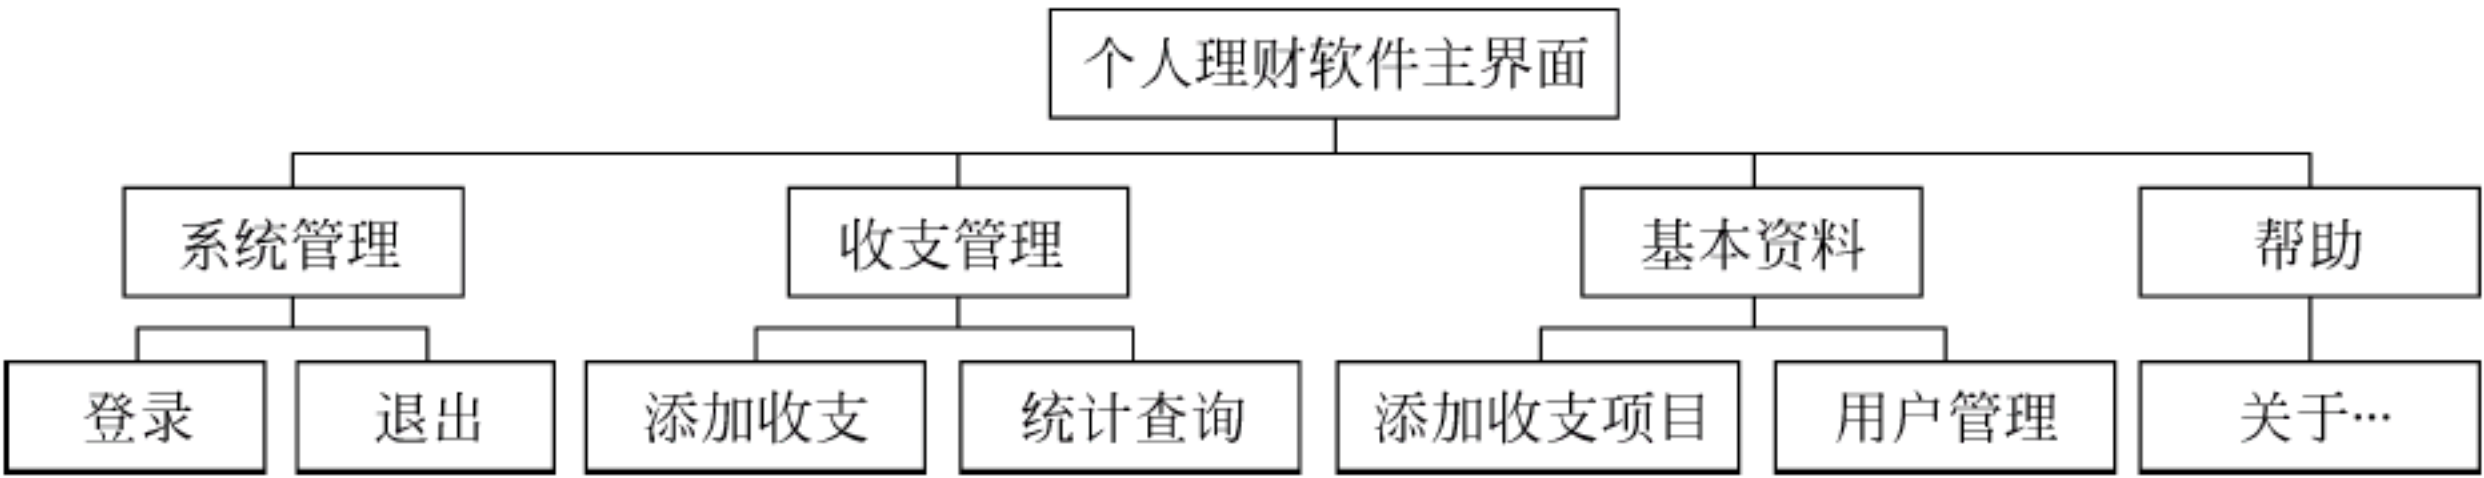 个人理财软件主界面
系统管理
收支管理
基本资料
帮助
登录
退出
添加收支
统计查询
添加收支项目
用户管理
关于…